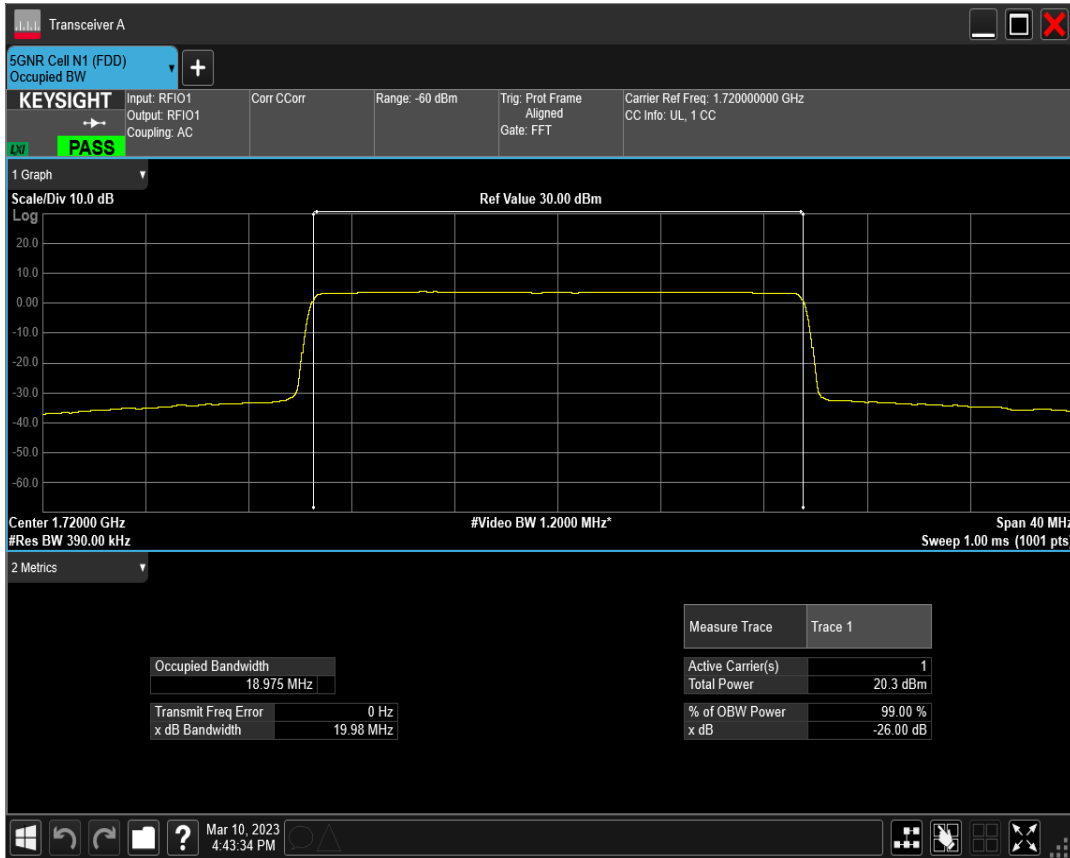 Transceiver A
5GNR Cell N1 (FDD)
Occupied BW
+
KEYSIGHT
LXI
PASS
Input: RFIO1
Output: RFIO1
Coupling: AC
Corr CCorr
Range: -60 dBm
Trig: Prot Frame
Aligned
Gate: FFT
Carrier Ref Freq: 1.720000000 GHz
CC Info: UL, 1 CC
1 Graph
Scale/Div 10.0 dB
Ref Value 30.00 dBm
Log
20.0
10.0
0.00
-10.0
-20.0
-30.0
-40.0
-50.0
-60.0
Center 1.72000 GHz
#Video BW 1.2000 MHz*
Span 40 MHz
#Res BW 390.00 kHz
Sweep 1.00 ms (1001 pts)
2 Metrics
Measure Trace Trace 1
Occupied Bandwidth
18.975 MHz
Active Carrier(s) 1
Total Power 20.3 dBm
Transmit Freq Error 0 Hz
x dB Bandwidth 19.98 MHz
% of OBW Power 99.00 %
x dB -26.00 dB
?
Mar 10, 2023
4:43:34 PM